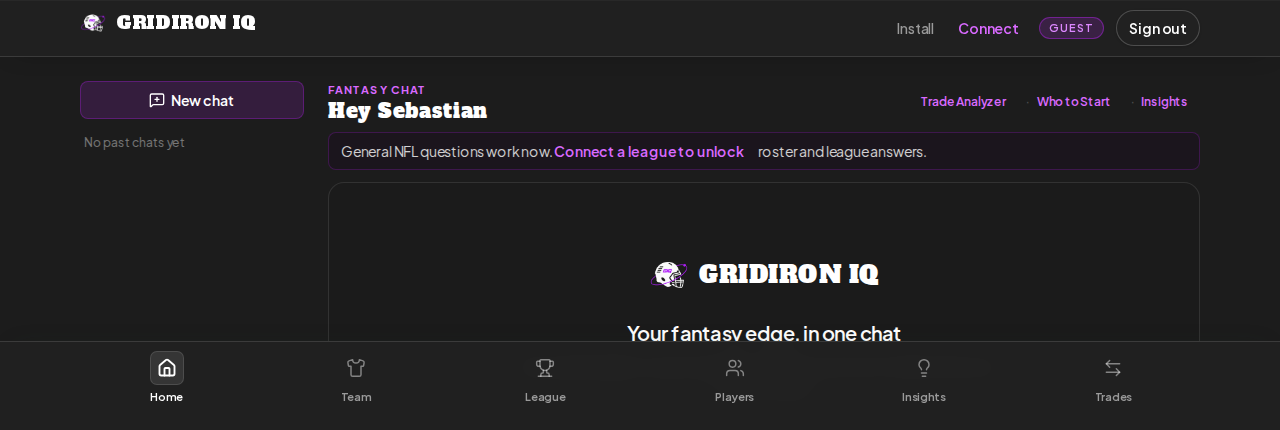 GRIDIRON IQ
Install
Connect
GUEST
Sign out
New chat
No past chats yet
FANTASY CHAT
Hey Sebastian
Trade Analyzer · Who to Start · Insights
General NFL questions work now. Connect a league to unlock roster and league answers.
GRIDIRON IQ
Your fantasy edge, in one chat
Home
Team
League
Players
Insights
Trades